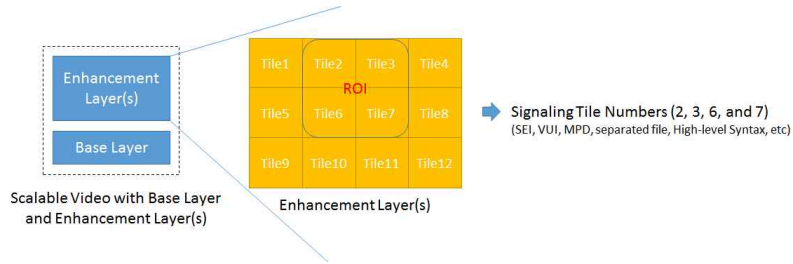 Enhancement
Layer(s)
Base Layer
Scalable Video with Base Layer
and Enhancement Layer(s)
Tile1 Tile2 Tile3 Tile4
ROI
Tile5 Tile6 Tile7 Tile8
Tile9 Tile10 Tile11 Tile12
Enhancement Layer(s)
Signaling Tile Numbers (2, 3, 6, and 7)
(SEI, VUI, MPD, separated file, High-level Syntax, etc)